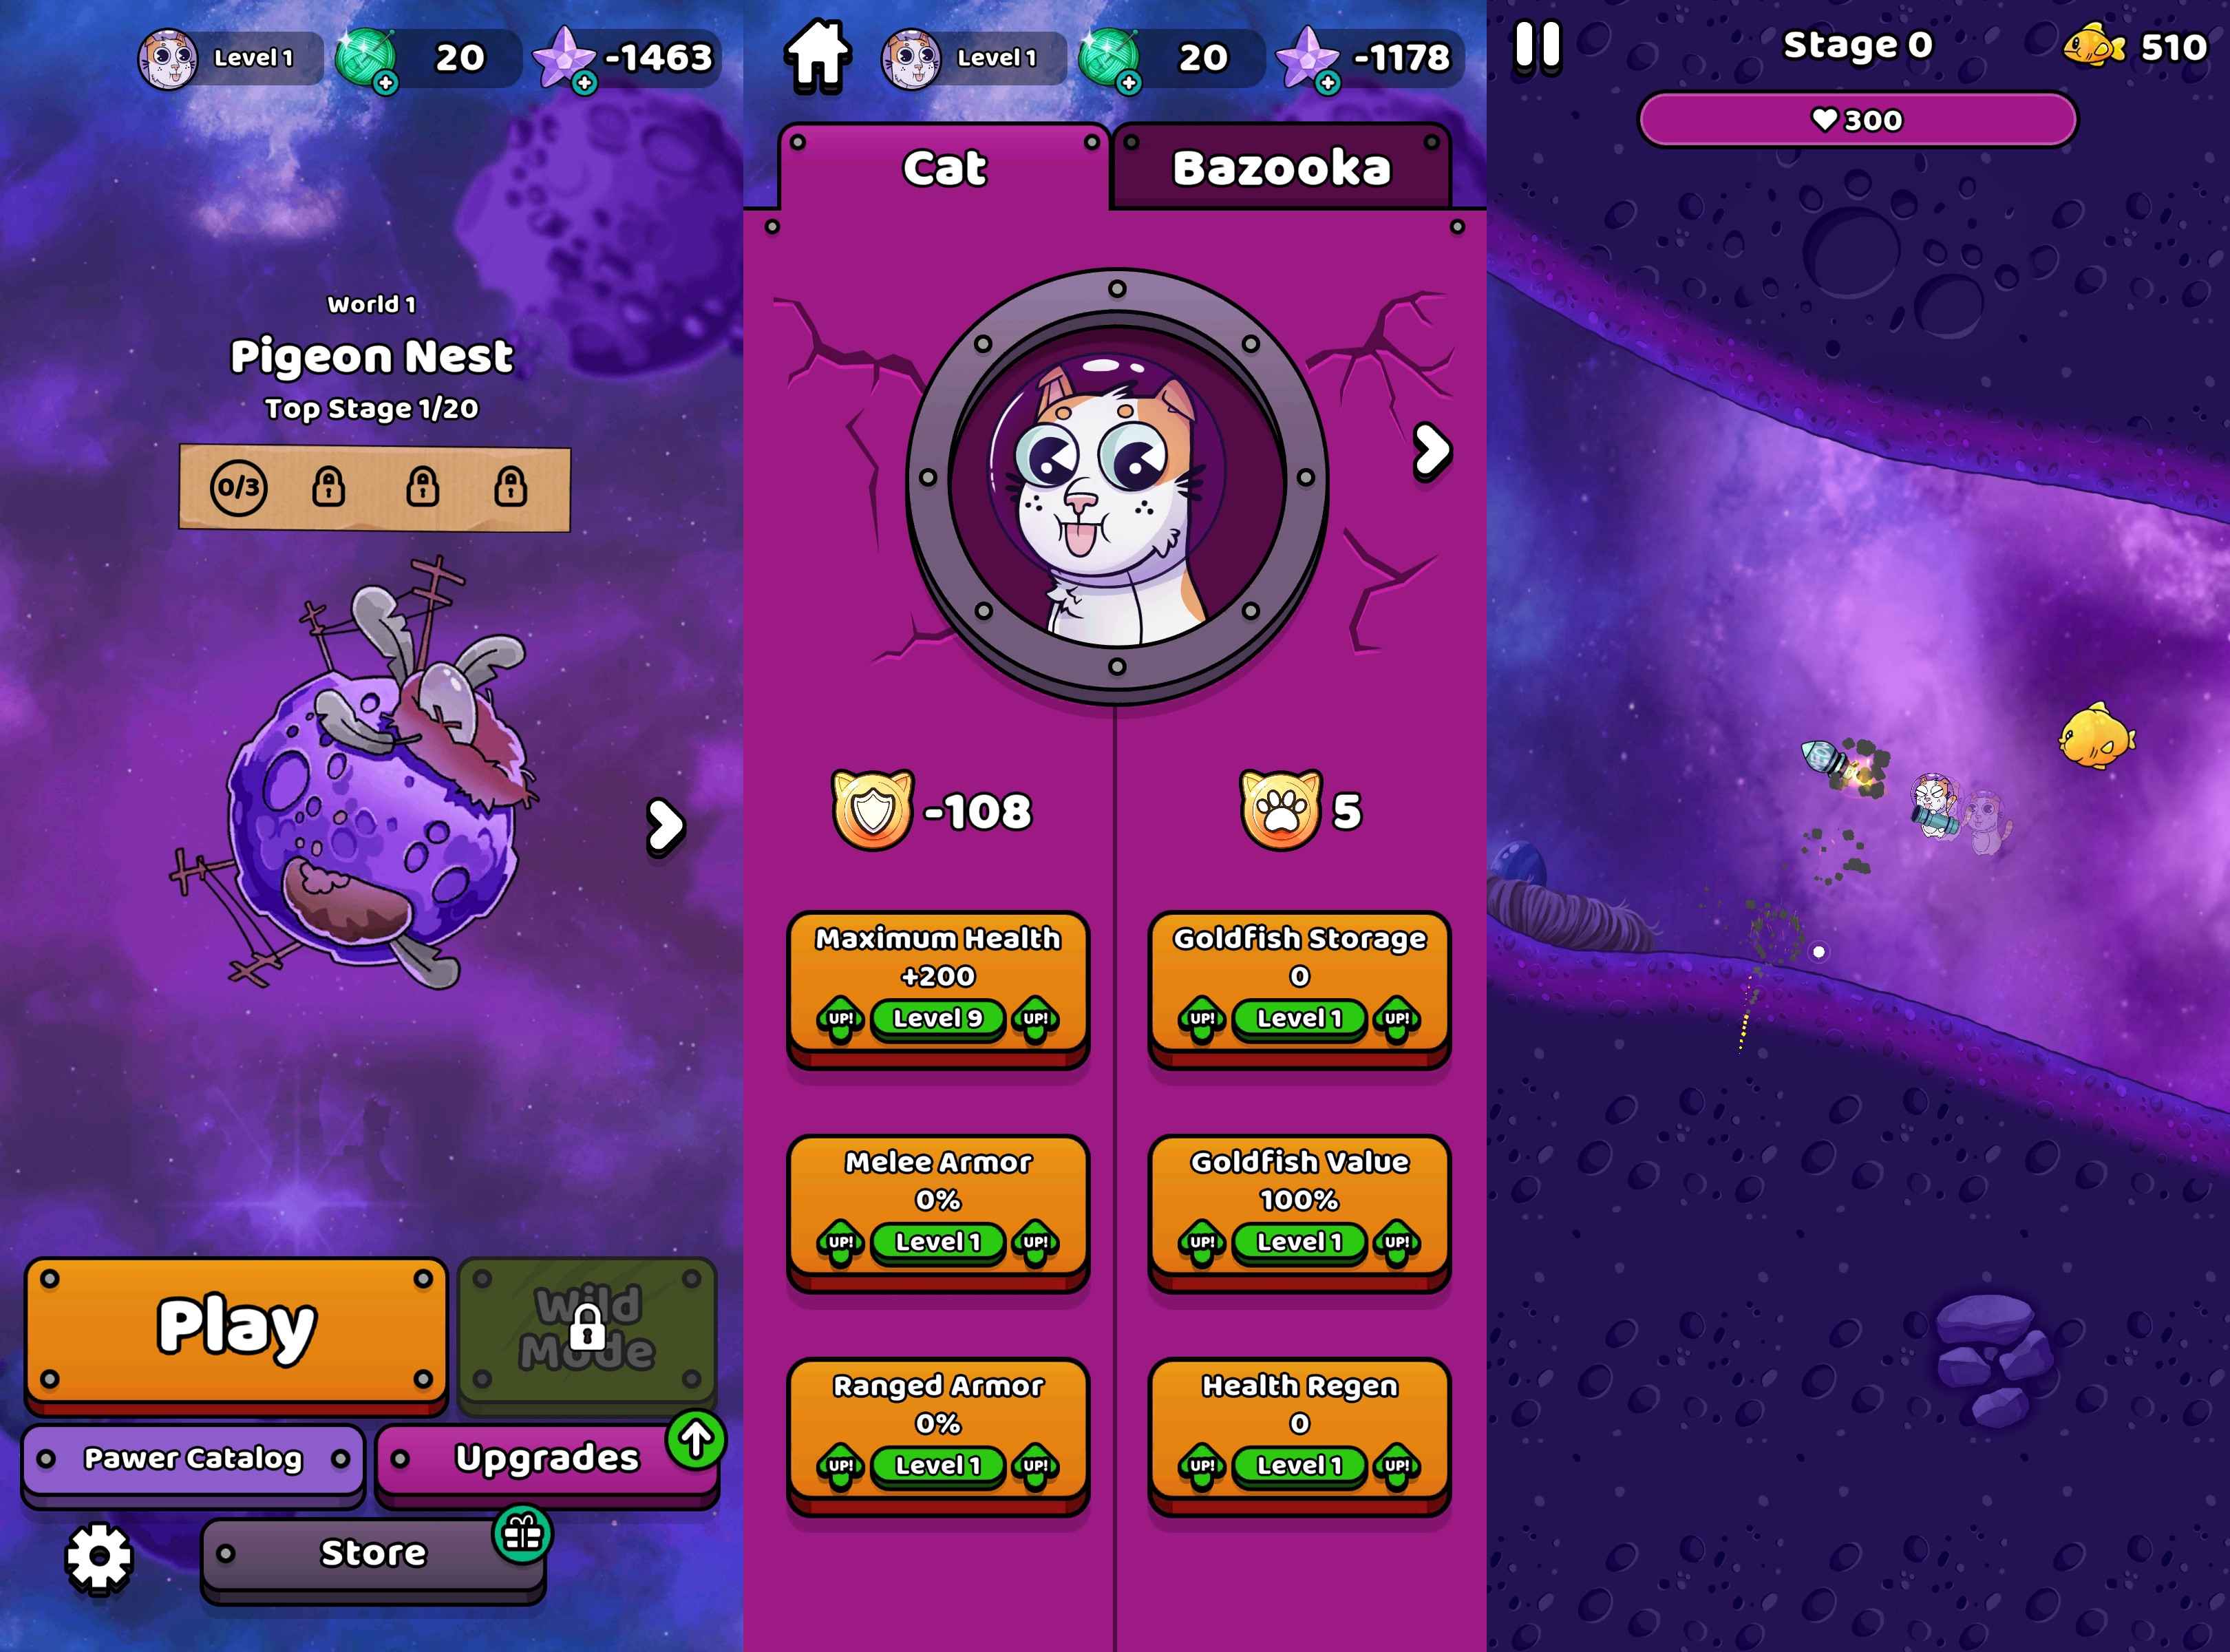 Level 1
20
-1463
World 1
Pigeon Nest
Top Stage 1/20
0/3
Play
Wild
Mode
Pawer Catalog
Upgrades
Store
Level 1
20
-1178
Cat
Bazooka
-108
5
Maximum Health
+200
UP! Level 9 UP!
Goldfish Storage
0
UP! Level 1 UP!
Melee Armor
0%
UP! Level 1 UP!
Goldfish Value
100%
UP! Level 1 UP!
Ranged Armor
0%
UP! Level 1 UP!
Health Regen
0
UP! Level 1 UP!
Stage 0
510
300